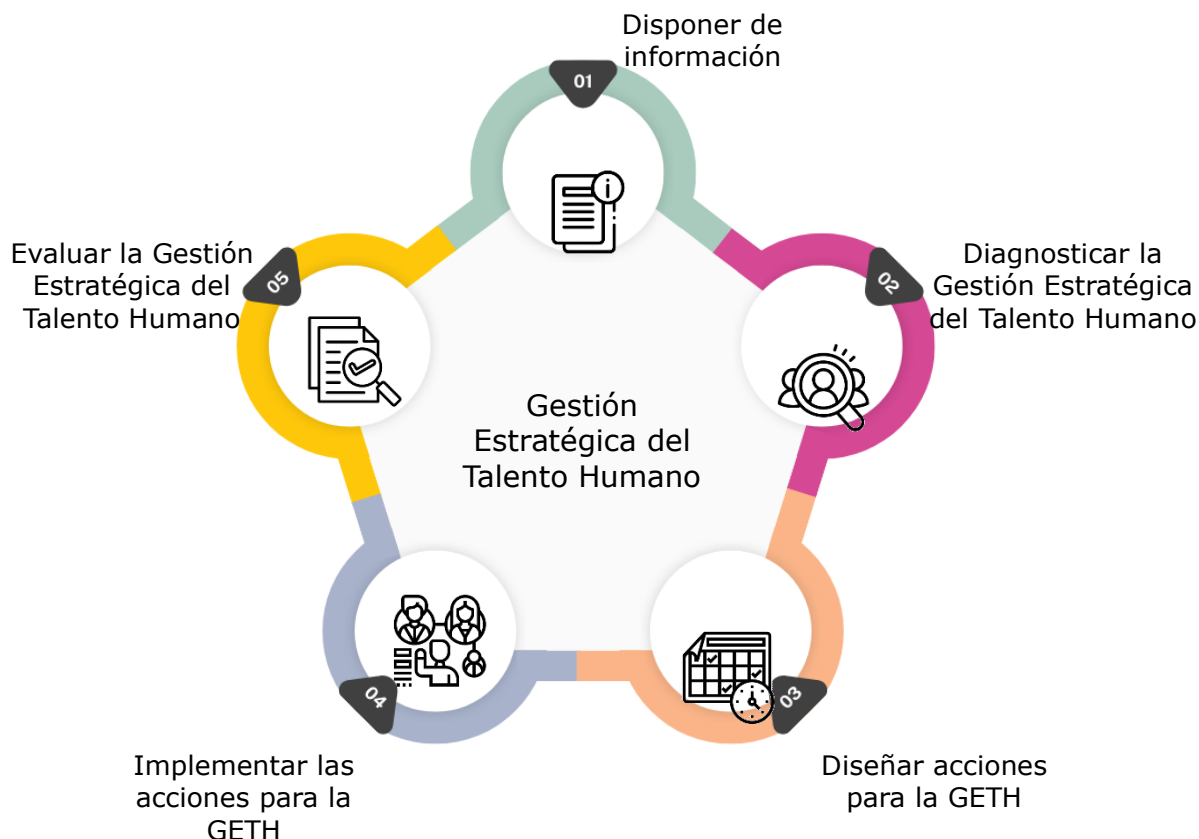 Disponer de
información
01
Diagnosticar la
Gestión Estratégica
del Talento Humano
02
Diseñar acciones
para la GETH
03
Implementar las
acciones para la
GETH
04
Evaluar la Gestión
Estratégica del
Talento Humano
05
Gestión
Estratégica del
Talento Humano